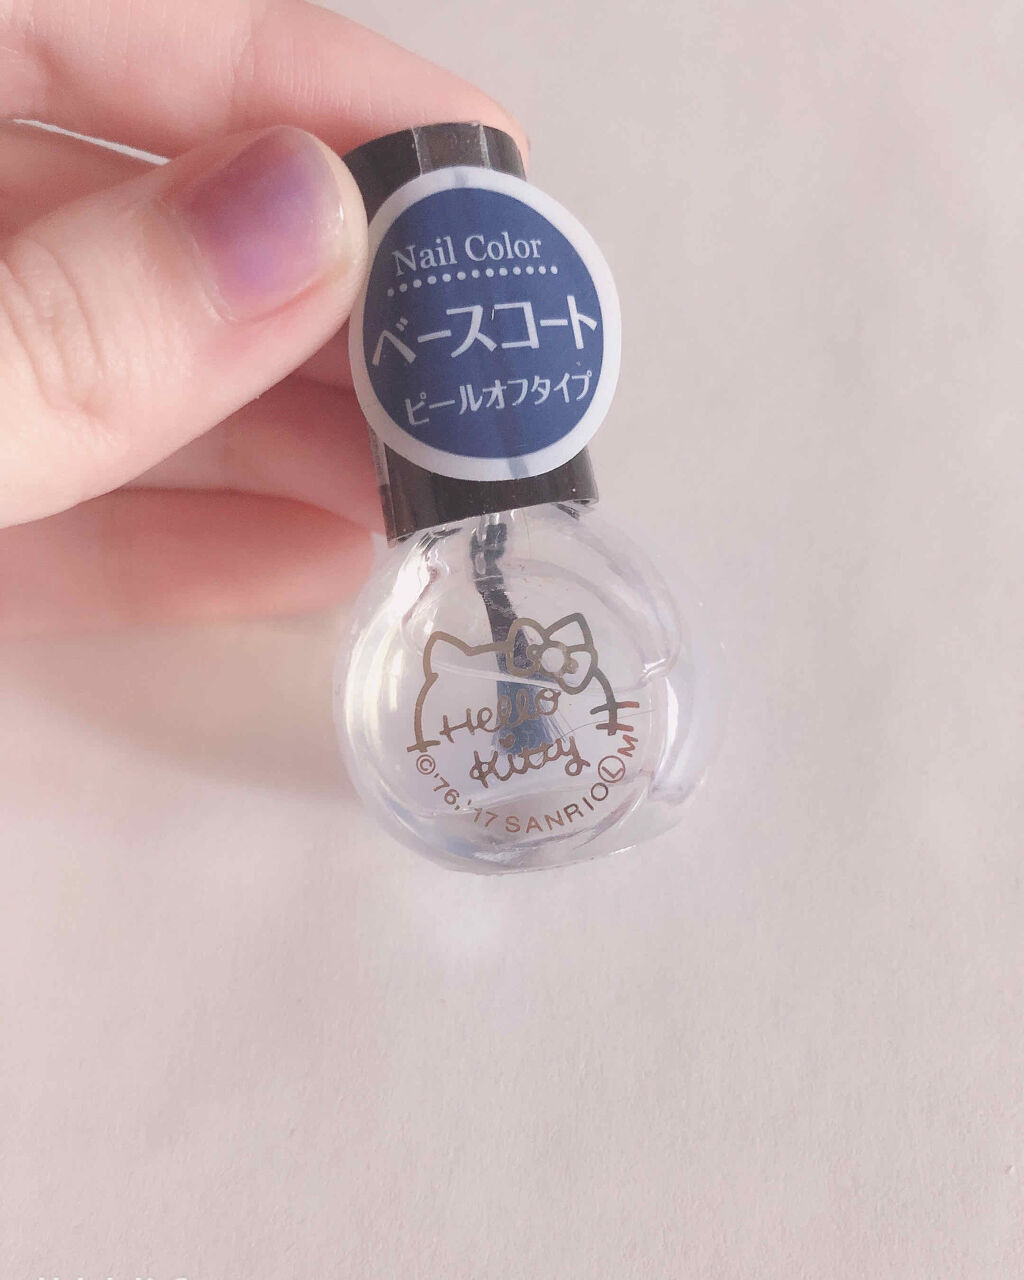 Nail Color
ベースコート
ピールオフタイプ
Hello
Kitty
©'76,'17 SANRIO Ⓛ M